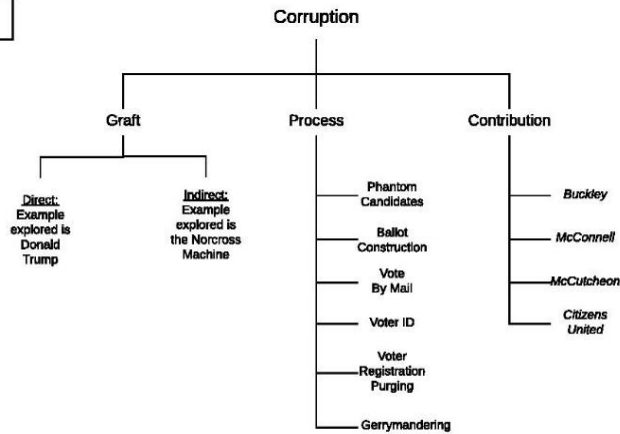 Corruption
Graft
Process
Contribution
Direct:
Example
explored is
Donald
Trump
Indirect:
Example
explored is
the Norcross
Machine
Phantom
Candidates
Ballot
Construction
Vote
By Mail
Voter ID
Voter
Registration
Purging
Gerrymandering
Buckley
McConnell
McCutcheon
Citizens
United